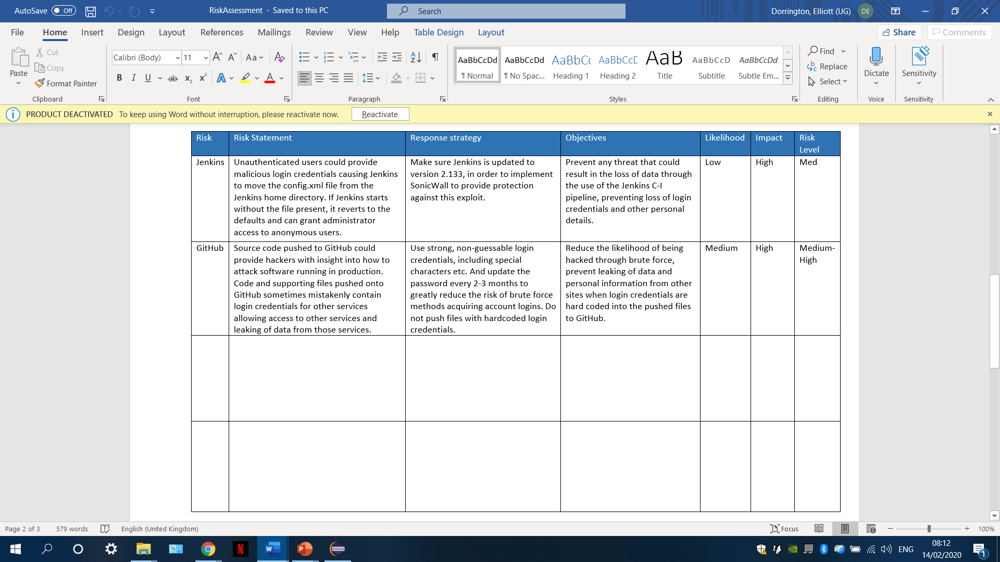 AutoSave Off RiskAssessment - Saved to this PC Search Dorrington, Elliott (UG) DE
File Home Insert Design Layout References Mailings Review View Help Table Design Layout Share Comments
Paste
Cut
Copy
Format Painter
Clipboard
Calibri (Body) 11
Font
Paragraph
AaBbCcDd AaBbCcDd AaBbCc AaBbCcD AaB AaBbCcD AaBbCcDd
¶ Normal ¶ No Spac... Heading 1 Heading 2 Title Subtitle Subtle Em...
Styles
Find
Replace
Select
Editing
Dictate
Voice
Sensitivity
Sensitivity
PRODUCT DEACTIVATED To keep using Word without interruption, please reactivate now. Reactivate
Risk Risk Statement Response strategy Objectives Likelihood Impact Risk
Level
Jenkins
Unauthenticated users could provide
malicious login credentials causing Jenkins
to move the config.xml file from the
Jenkins home directory. If Jenkins starts
without the file present, it reverts to the
defaults and can grant administrator
access to anonymous users.
Make sure Jenkins is updated to
version 2.133, in order to implement
SonicWall to provide protection
against this exploit.
Prevent any threat that could
result in the loss of data through
the use of the Jenkins C-I
pipeline, preventing loss of login
credentials and other personal
details.
Low
High
Med
GitHub
Source code pushed to GitHub could
provide hackers with insight into how to
attack software running in production.
Code and supporting files pushed onto
GitHub sometimes mistakenly contain
login credentials for other services
allowing access to other services and
leaking of data from those services.
Use strong, non-guessable login
credentials, including special
characters etc. And update the
password every 2-3 months to
greatly reduce the risk of brute force
methods acquiring account logins. Do
not push files with hardcoded login
credentials.
Reduce the likelihood of being
hacked through brute force,
prevent leaking of data and
personal information from other
sites when login credentials are
hard coded into the pushed files
to GitHub.
Medium
High
Medium-
High
Page 2 of 3 579 words English (United Kingdom) Focus 100%
ENG
08:12
14/02/2020
1